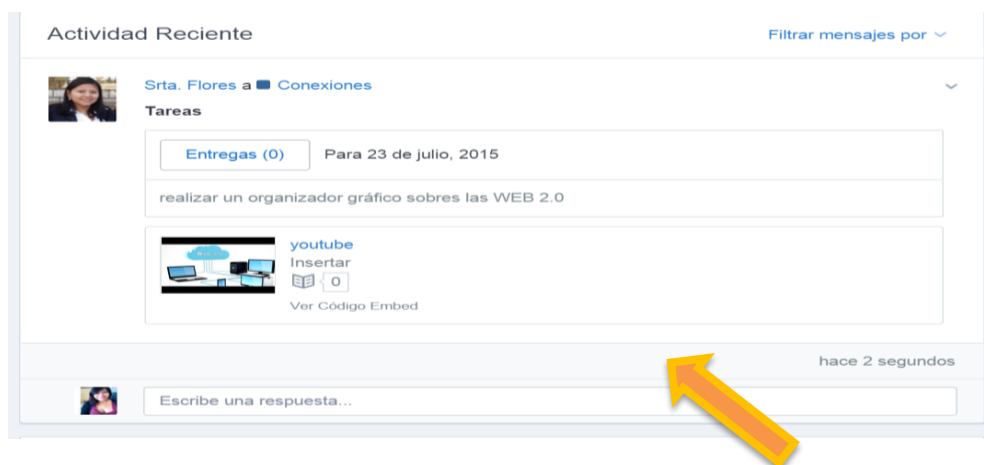 Actividad Reciente
Filtrar mensajes por
Srta. Flores a Conexiones
Tareas
Entregas (0) Para 23 de julio, 2015
realizar un organizador gráfico sobres las WEB 2.0
youtube
Insertar
0
Ver Código Embed
hace 2 segundos
Escribe una respuesta...